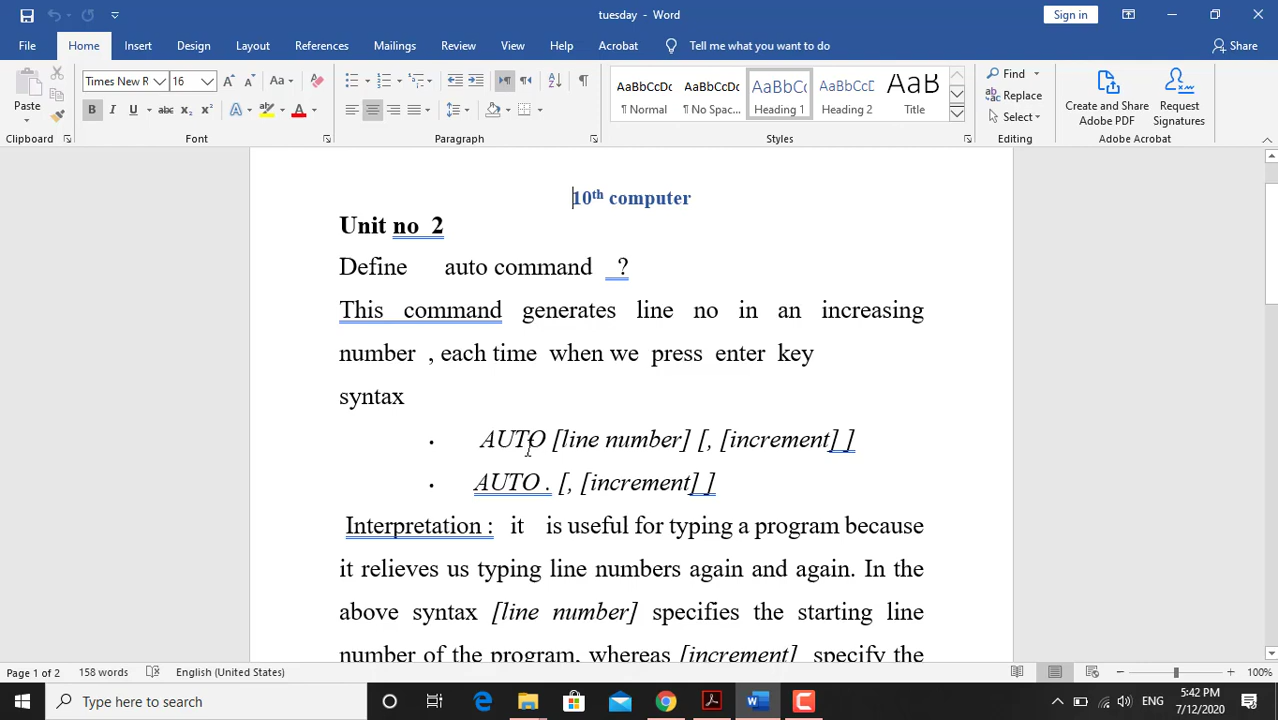 tuesday - Word
Sign in
File Home Insert Design Layout References Mailings Review View Help Acrobat Tell me what you want to do Share
Paste
Times New R 16
Clipboard Font Paragraph Styles Editing Adobe Acrobat
AaBbCcDc AaBbCcDc AaBbCc AaBbCcD AaB
¶ Normal ¶ No Spac... Heading 1 Heading 2 Title
Find
Replace
Select
Create and Share Adobe PDF
Request Signatures
10th computer
Unit no 2
Define auto command ?
This command generates line no in an increasing
number , each time when we press enter key
syntax
• AUTO [line number] [, [increment] ]
• AUTO . [, [increment] ]
Interpretation : it is useful for typing a program because
it relieves us typing line numbers again and again. In the
above syntax [line number] specifies the starting line
number of the program, whereas [increment] specify the
Page 1 of 2 158 words English (United States) 100%
Type here to search
ENG
5:42 PM
7/12/2020